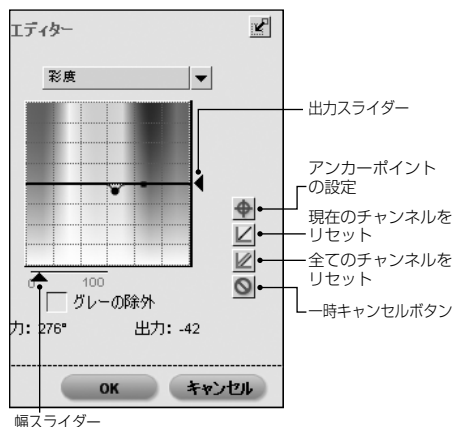 エディター
彩度
出力スライダー
アンカーポイント
の設定
現在のチャンネルを
リセット
全てのチャンネルを
リセット
一時キャンセルボタン
0 100
グレーの除外
力: 276° 出力: -42
OK キャンセル
幅スライダー